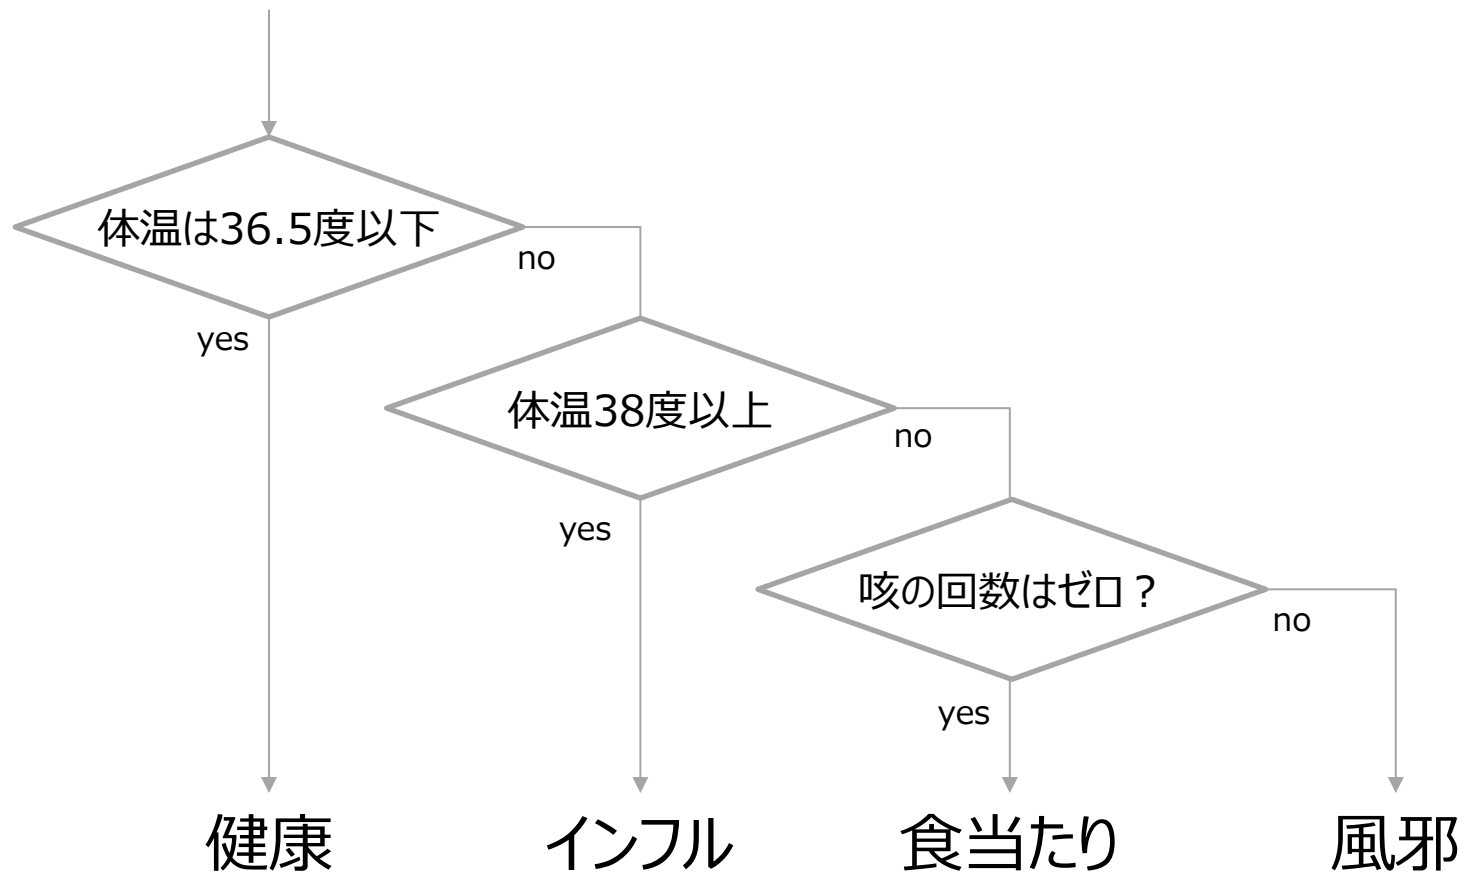 体温は36.5度以下
no
yes
体温38度以上
no
yes
咳の回数はゼロ？
no
yes
健康
インフル
食当たり
風邪